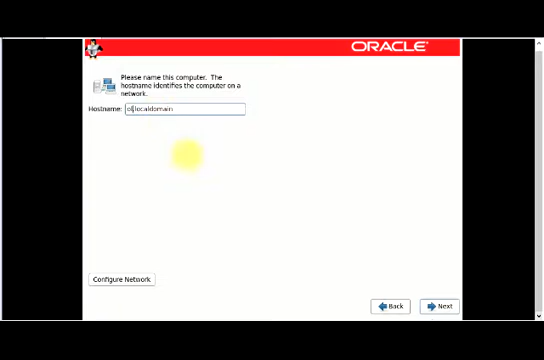 ORACLE
Please name this computer. The
hostname identifies the computer on a
network.
Hostname:
Configure Network
Back
Next